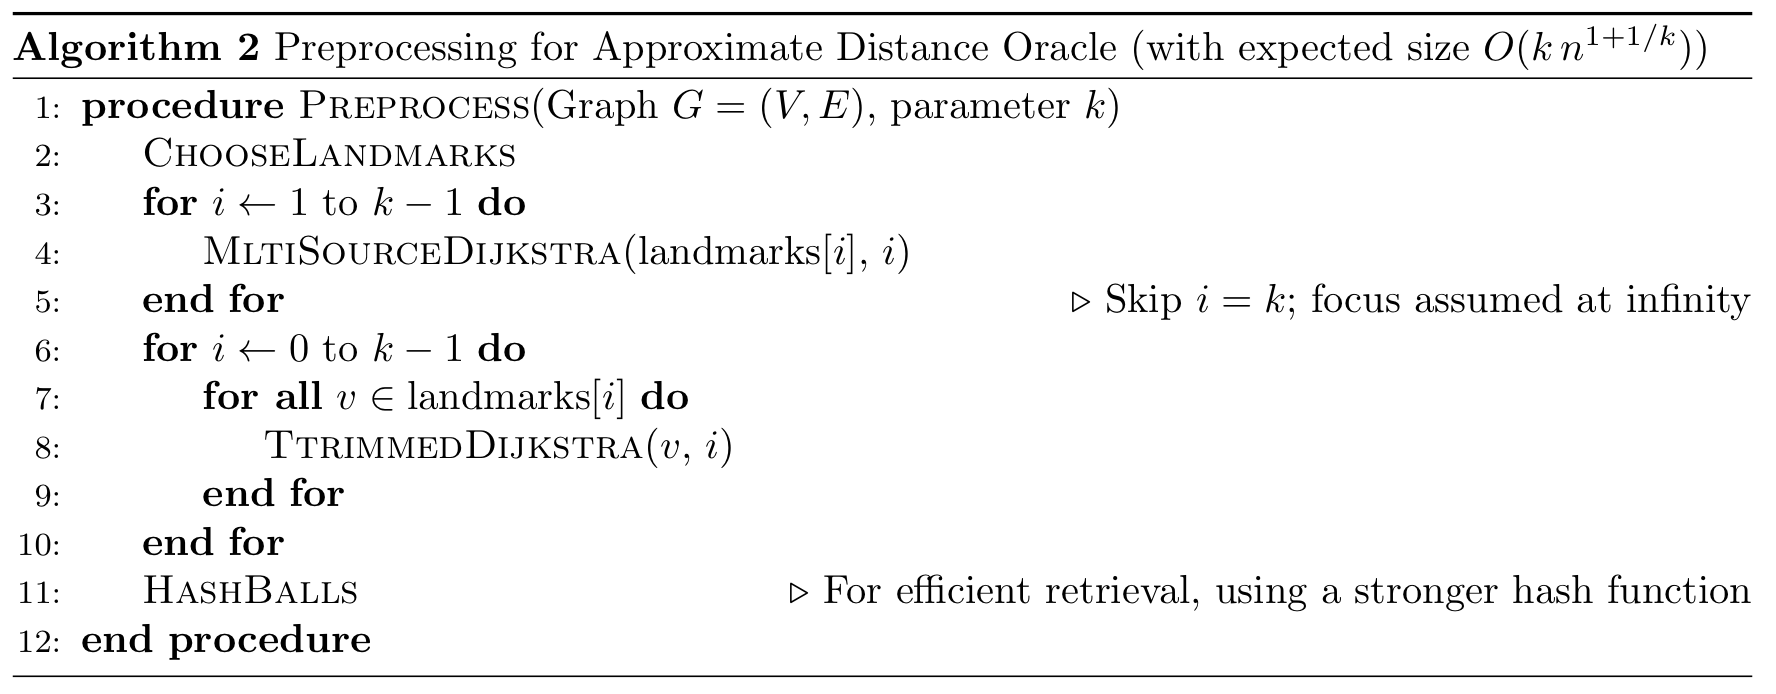 Algorithm 2 Preprocessing for Approximate Distance Oracle (with expected size O(k n^{1+1/k}))
1: procedure PREPROCESS(Graph G = (V, E), parameter k)
2: CHOOSELANDMARKS
3: for i ← 1 to k − 1 do
4: MLTISOURCEDIJKSTRA(landmarks[i], i)
5: end for ▷ Skip i = k; focus assumed at infinity
6: for i ← 0 to k − 1 do
7: for all v ∈ landmarks[i] do
8: TTRIMMEDDIJKSTRA(v, i)
9: end for
10: end for
11: HASHBALLS ▷ For efficient retrieval, using a stronger hash function
12: end procedure